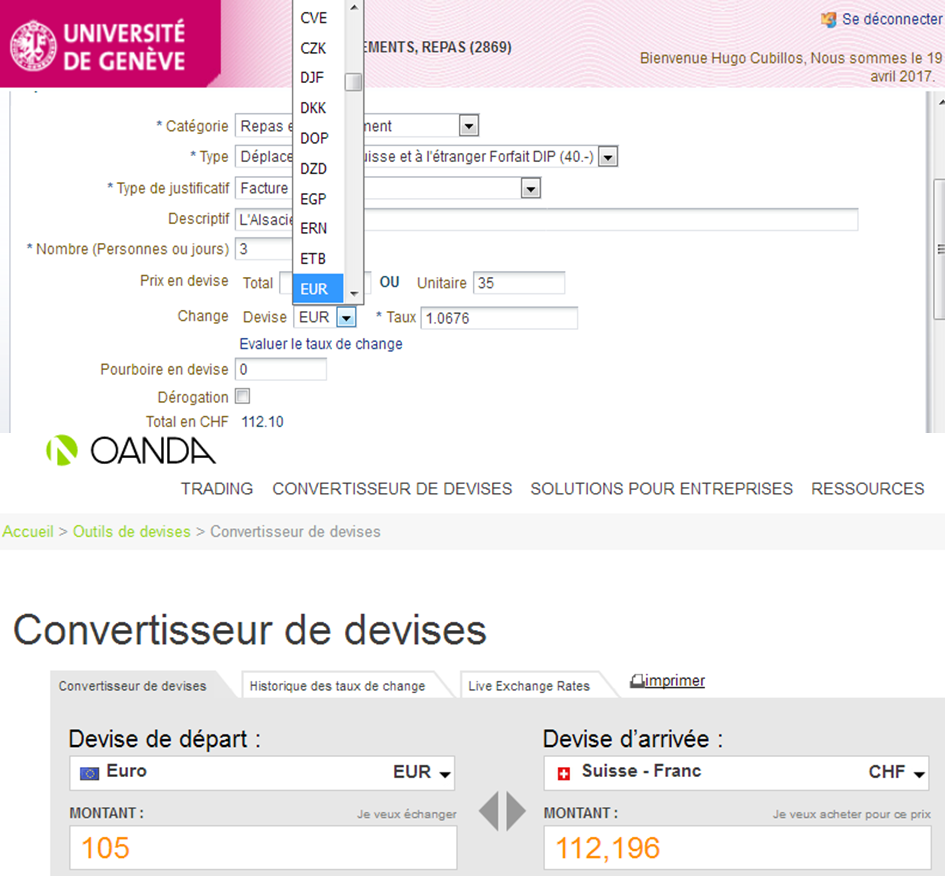 UNIVERSITÉ
DE GENÈVE
EMENTS, REPAS (2869)
Se déconnecter
Bienvenue Hugo Cubillos, Nous sommes le 19
avril 2017.
CVE
CZK
DJF
DKK
DOP
DZD
EGP
ERN
ETB
EUR
* Catégorie Repas e ment
* Type Déplace uisse et à l'étranger Forfait DIP (40.-)
* Type de justificatif Facture
Descriptif L'Alsacie
* Nombre (Personnes ou jours) 3
Prix en devise Total OU Unitaire 35
Change Devise EUR * Taux 1.0676
Evaluer le taux de change
Pourboire en devise 0
Dérogation
Total en CHF 112.10
OANDA
TRADING CONVERTISSEUR DE DEVISES SOLUTIONS POUR ENTREPRISES RESSOURCES
Accueil > Outils de devises > Convertisseur de devises
Convertisseur de devises
Convertisseur de devises Historique des taux de change Live Exchange Rates imprimer
Devise de départ : Devise d'arrivée :
Euro EUR Suisse - Franc CHF
MONTANT : Je veux échanger MONTANT : Je veux acheter pour ce prix
105 112,196